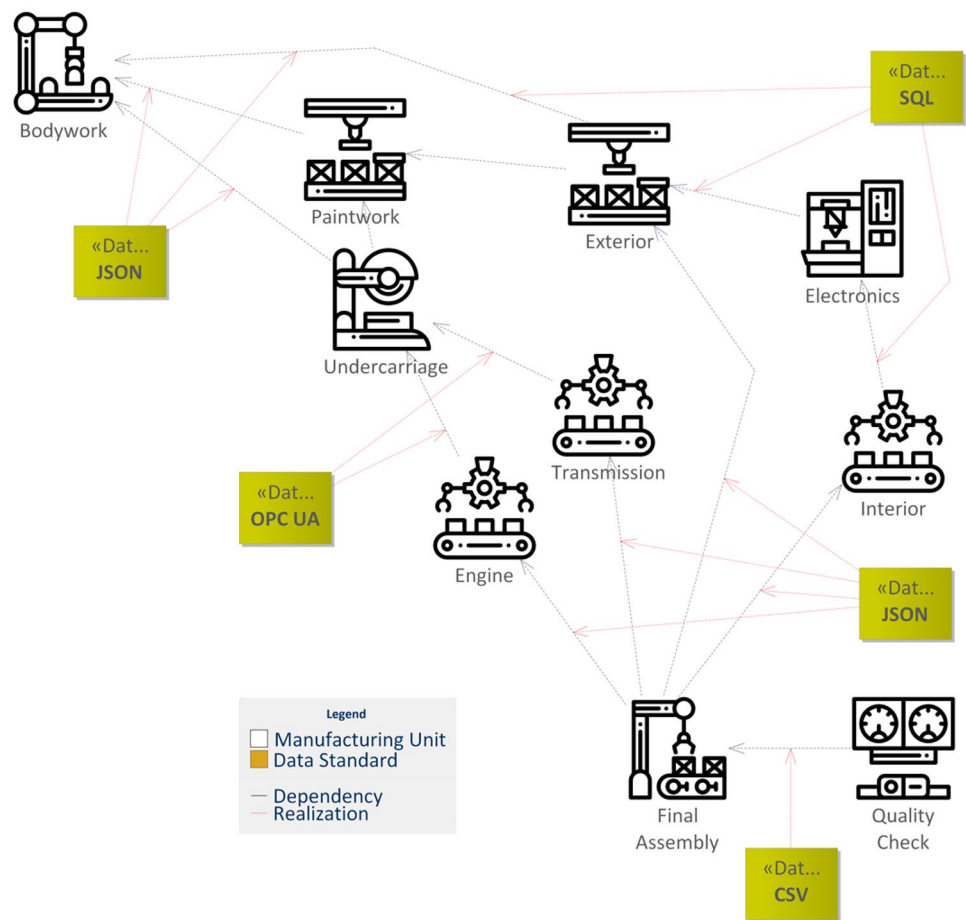 Bodywork
«Dat...
SQL
Paintwork
Exterior
«Dat...
JSON
Electronics
Undercarriage
Transmission
«Dat...
OPC UA
Interior
Engine
«Dat...
JSON
Legend
Manufacturing Unit
Data Standard
Dependency
Realization
Final
Assembly
Quality
Check
«Dat...
CSV